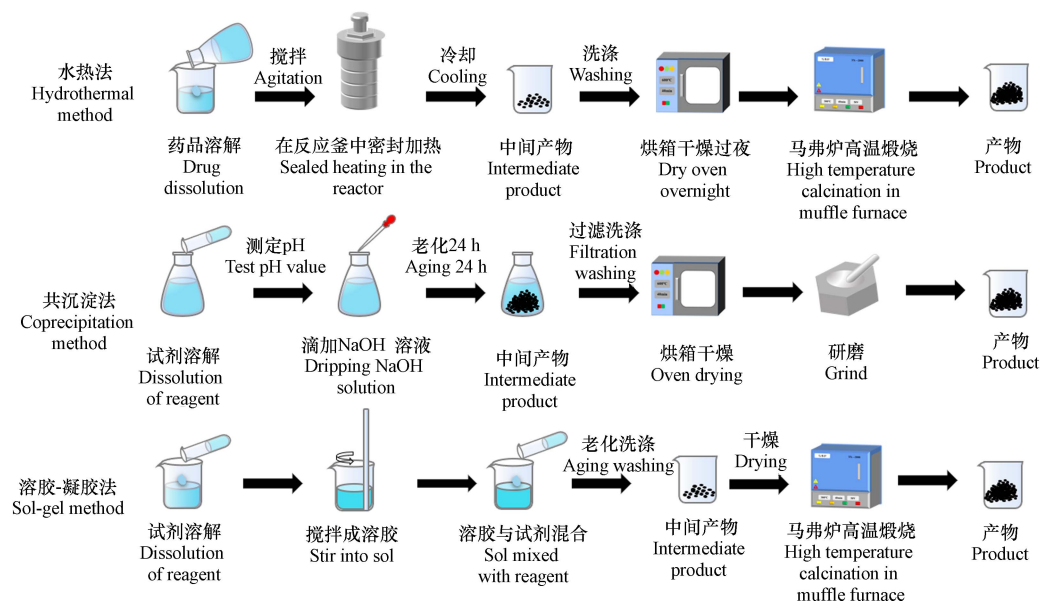 水热法
Hydrothermal
method
药品溶解
Drug
dissolution
搅拌
Agitation
在反应釜中密封加热
Sealed heating in the
reactor
冷却
Cooling
中间产物
Intermediate
product
洗涤
Washing
烘箱干燥过夜
Dry oven
overnight
马弗炉高温煅烧
High temperature
calcination in
muffle furnace
产物
Product
共沉淀法
Coprecipitation
method
试剂溶解
Dissolution
of reagent
测定pH
Test pH value
滴加NaOH 溶液
Dripping NaOH
solution
老化24 h
Aging 24 h
中间产物
Intermediate
product
过滤洗涤
Filtration
washing
烘箱干燥
Oven drying
研磨
Grind
产物
Product
溶胶-凝胶法
Sol-gel method
试剂溶解
Dissolution
of reagent
搅拌成溶胶
Stir into sol
溶胶与试剂混合
Sol mixed
with reagent
老化洗涤
Aging washing
中间产物
Intermediate
product
干燥
Drying
马弗炉高温煅烧
High temperature
calcination in
muffle furnace
产物
Product